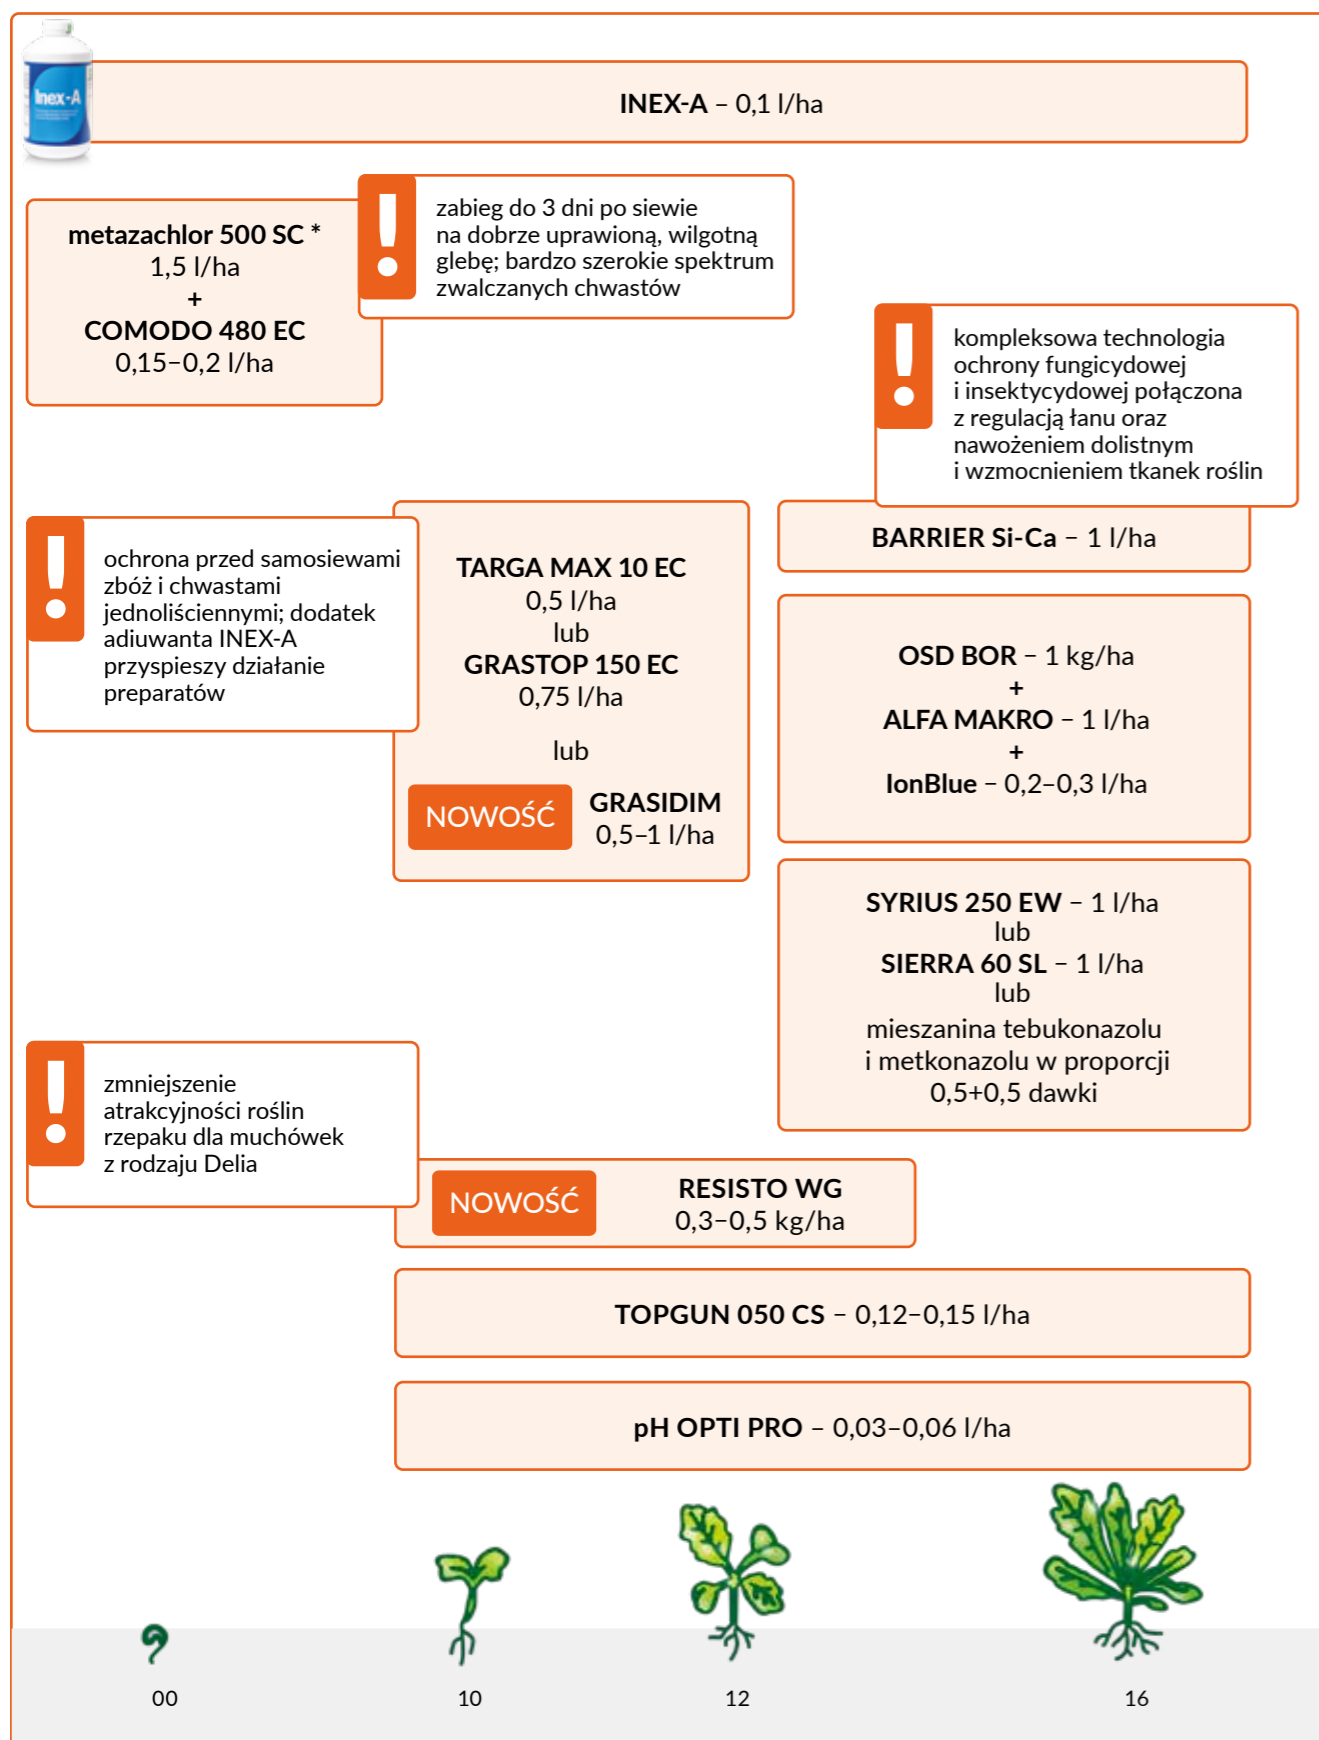 Inex-A
INEX-A – 0,1 l/ha
metazachlor 500 SC *
1,5 l/ha
+
COMODO 480 EC
0,15–0,2 l/ha
!
zabieg do 3 dni po siewie
na dobrze uprawioną, wilgotną
glebę; bardzo szerokie spektrum
zwalczanych chwastów
!
kompleksowa technologia
ochrony fungicydowej
i insektycydowej połączona
z regulacją łanu oraz
nawożeniem dolistnym
i wzmocnieniem tkanek roślin
!
ochrona przed samosiewami
zbóż i chwastami
jednoliściennymi; dodatek
adiuwanta INEX-A
przyspieszy działanie
preparatów
TARGA MAX 10 EC
0,5 l/ha
lub
GRASTOP 150 EC
0,75 l/ha
lub
NOWOŚĆ
GRASIDIM
0,5–1 l/ha
BARRIER Si-Ca – 1 l/ha
OSD BOR – 1 kg/ha
+
ALFA MAKRO – 1 l/ha
+
IonBlue – 0,2–0,3 l/ha
SYRIUS 250 EW – 1 l/ha
lub
SIERRA 60 SL – 1 l/ha
lub
mieszanina tebukonazolu
i metkonazolu w proporcji
0,5+0,5 dawki
!
zmniejszenie
atrakcyjności roślin
rzepaku dla muchówek
z rodzaju Delia
NOWOŚĆ
RESISTO WG
0,3–0,5 kg/ha
TOPGUN 050 CS – 0,12–0,15 l/ha
pH OPTI PRO – 0,03–0,06 l/ha
00 10 12 16